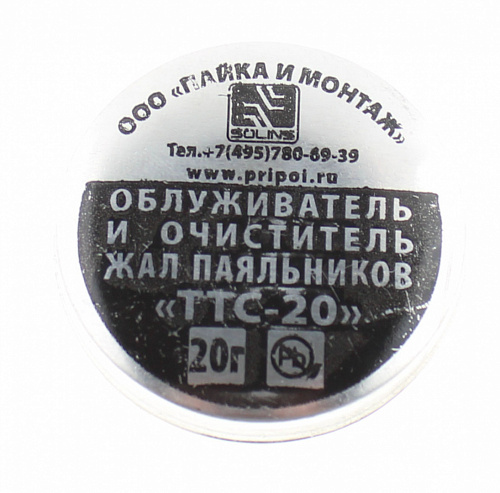 ООО «ПАЙКА И МОНТАЖ»
SOLINS
Тел.+7(495)780-69-39
www.pripoi.ru
ОБЛУЖИВАТЕЛЬ
И ОЧИСТИТЕЛЬ
ЖАЛ ПАЯЛЬНИКОВ
«ТТС-20»
20г
Pb